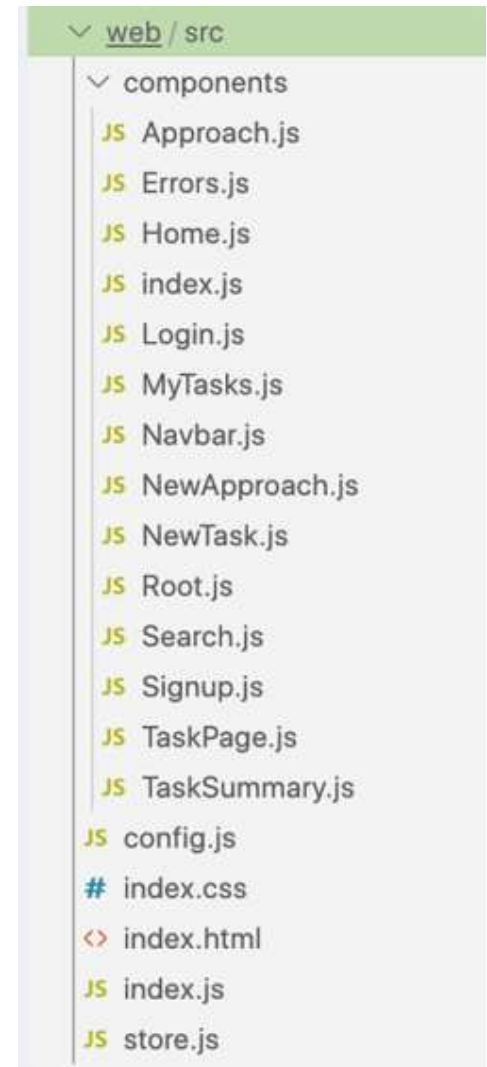 web / src
components
JS Approach.js
JS Errors.js
JS Home.js
JS index.js
JS Login.js
JS MyTasks.js
JS Navbar.js
JS NewApproach.js
JS NewTask.js
JS Root.js
JS Search.js
JS Signup.js
JS TaskPage.js
JS TaskSummary.js
JS config.js
# index.css
<> index.html
JS index.js
JS store.js